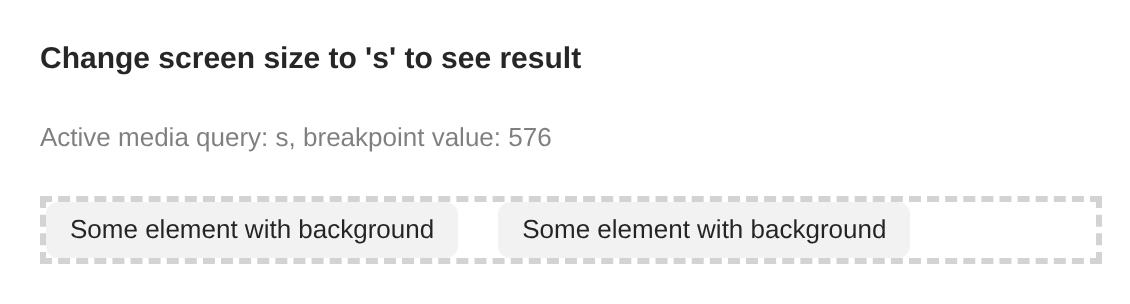 Change screen size to 's' to see result
Active media query: s, breakpoint value: 576
Some element with background Some element with background